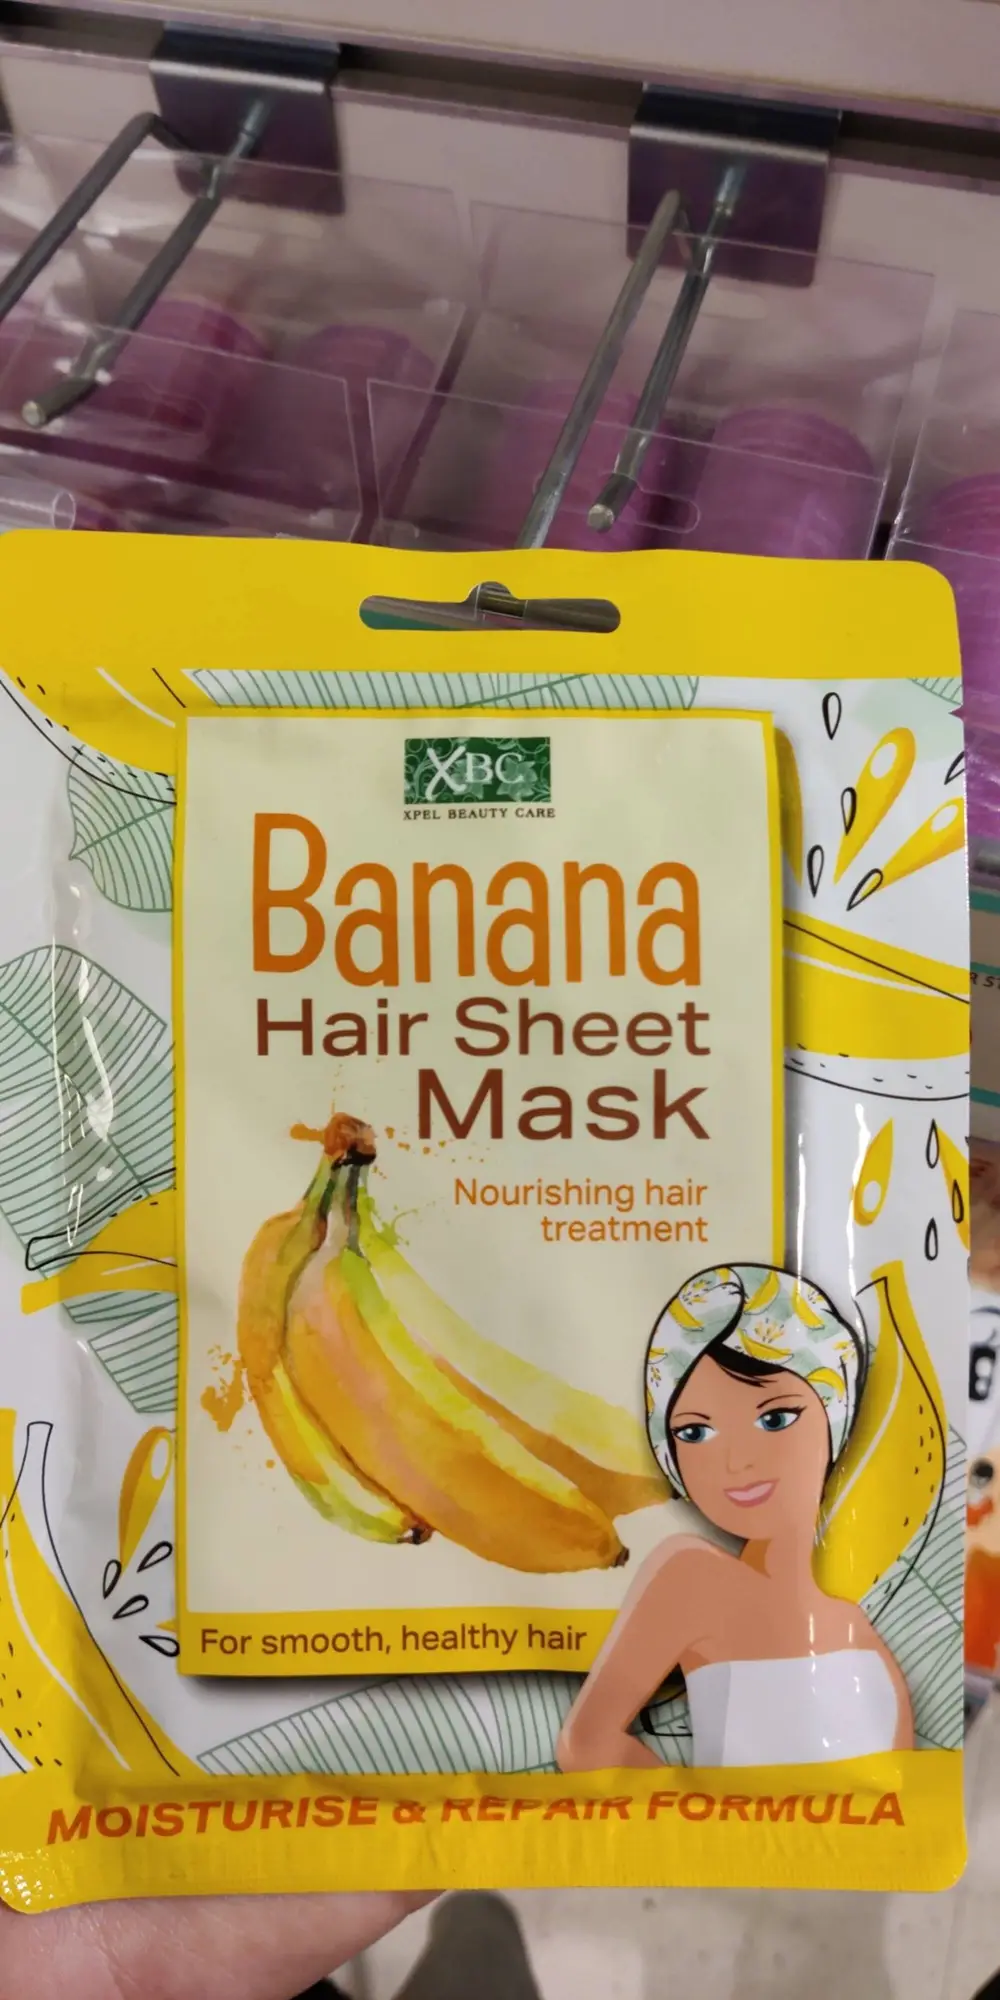 XBC
XPEL BEAUTY CARE
Banana
Hair Sheet
Mask
Nourishing hair
treatment
For smooth, healthy hair
MOISTURISE & REPAIR FORMULA